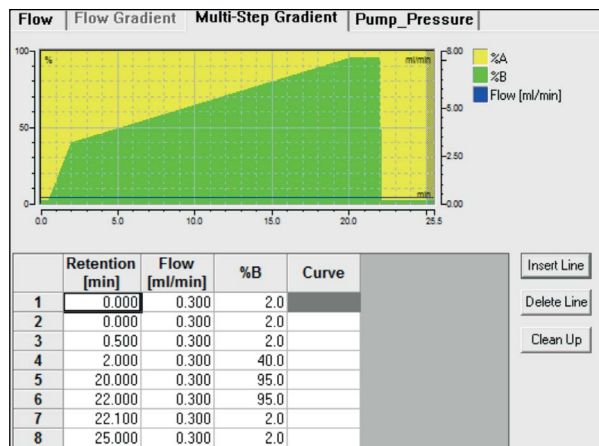 Flow Flow Gradient Multi-Step Gradient Pump_Pressure
100 % ml/min 8.00
%A
%B
Flow [ml/min]
5.00
50
2.50
0 min 0.00
0.0 5.0 10.0 15.0 20.0 25.5
Retention [min] Flow [ml/min] %B Curve
1 0.000 0.300 2.0
2 0.000 0.300 2.0
3 0.500 0.300 2.0
4 2.000 0.300 40.0
5 20.000 0.300 95.0
6 22.000 0.300 95.0
7 22.100 0.300 2.0
8 25.000 0.300 2.0
Insert Line
Delete Line
Clean Up